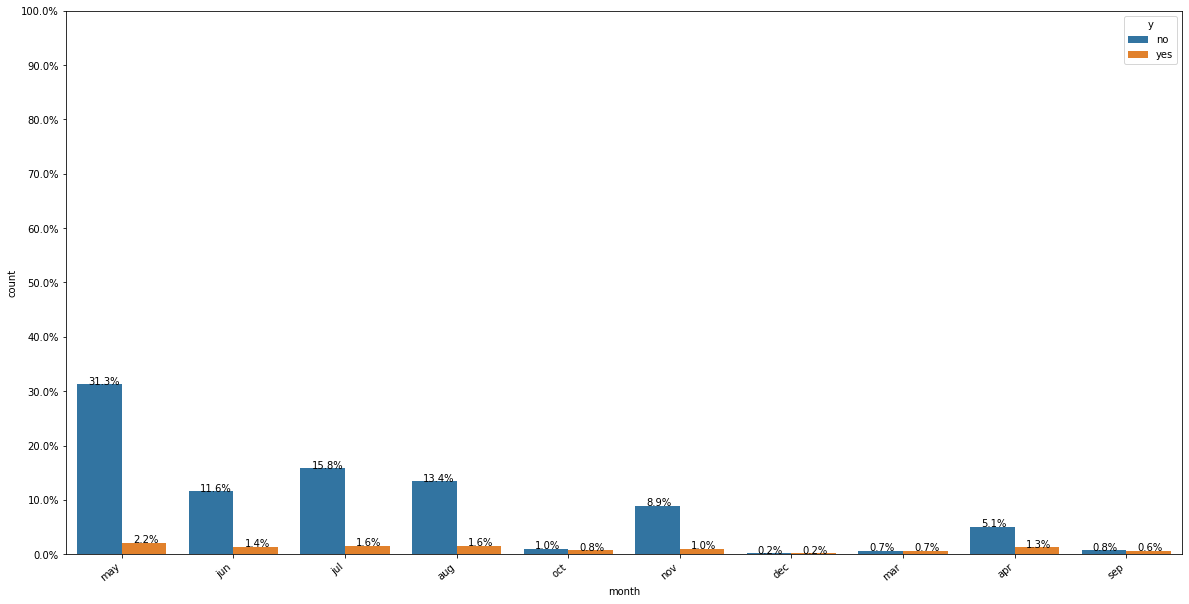 100.0%
90.0%
80.0%
70.0%
60.0%
50.0%
40.0%
30.0%
20.0%
10.0%
0.0%
count
y
no
yes
31.3%
2.2%
11.6%
1.4%
15.8%
1.6%
13.4%
1.6%
1.0%
0.8%
8.9%
1.0%
0.2%
0.2%
0.7%
0.7%
5.1%
1.3%
0.8%
0.6%
may
jun
jul
aug
oct
nov
dec
mar
apr
sep
month